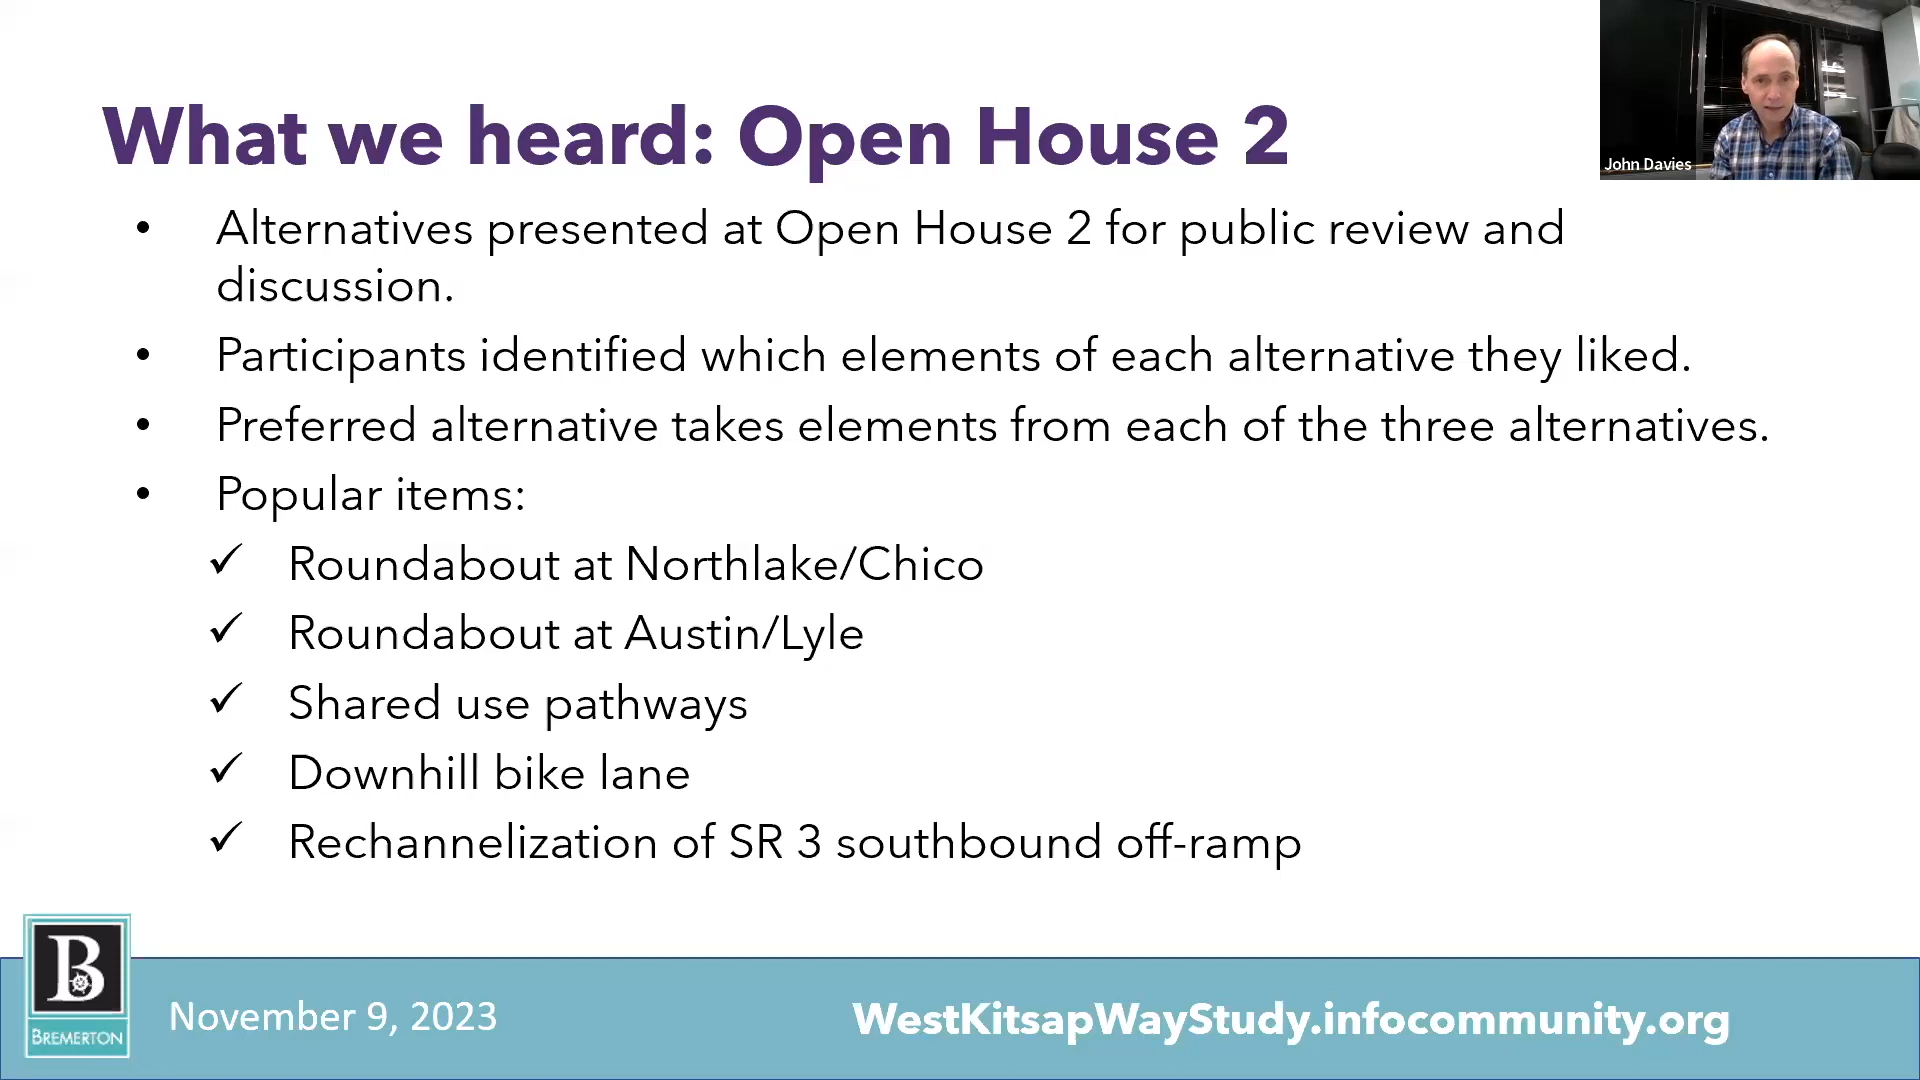 What we heard: Open House 2
John Davies
• Alternatives presented at Open House 2 for public review and
discussion.
• Participants identified which elements of each alternative they liked.
• Preferred alternative takes elements from each of the three alternatives.
• Popular items:
✓ Roundabout at Northlake/Chico
✓ Roundabout at Austin/Lyle
✓ Shared use pathways
✓ Downhill bike lane
✓ Rechannelization of SR 3 southbound off-ramp
B
BREMERTON
November 9, 2023
WestKitsapWayStudy.infocommunity.org